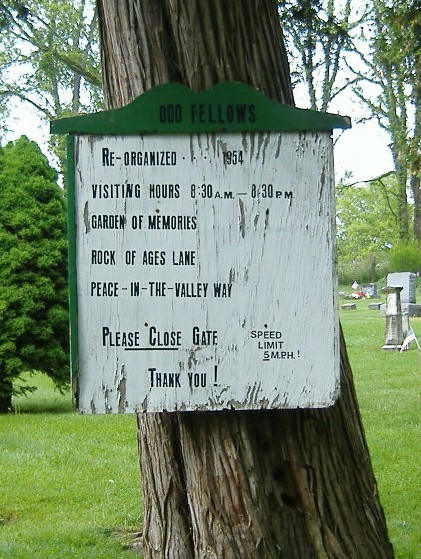 ODD FELLOWS
RE-ORGANIZED . . . 1954
VISITING HOURS 8:30 A.M. - 8:30 P.M.
GARDEN OF MEMORIES
ROCK OF AGES LANE
PEACE-IN-THE-VALLEY WAY
PLEASE CLOSE GATE
SPEED
LIMIT
5 M.P.H.!
THANK YOU!